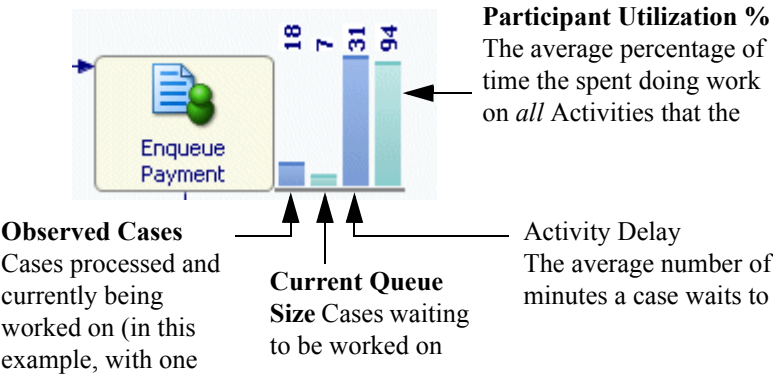 Participant Utilization %
The average percentage of
time the spent doing work
on all Activities that the
18
7
31
94
Enqueue
Payment
Observed Cases
Cases processed and
currently being
worked on (in this
example, with one
Current Queue
Size Cases waiting
to be worked on
Activity Delay
The average number of
minutes a case waits to